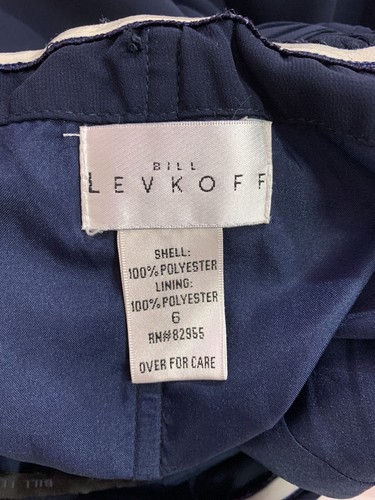 BILL
LEVKOFF
SHELL:
100% POLYESTER
LINING:
100% POLYESTER
6
RN#82955
OVER FOR CARE